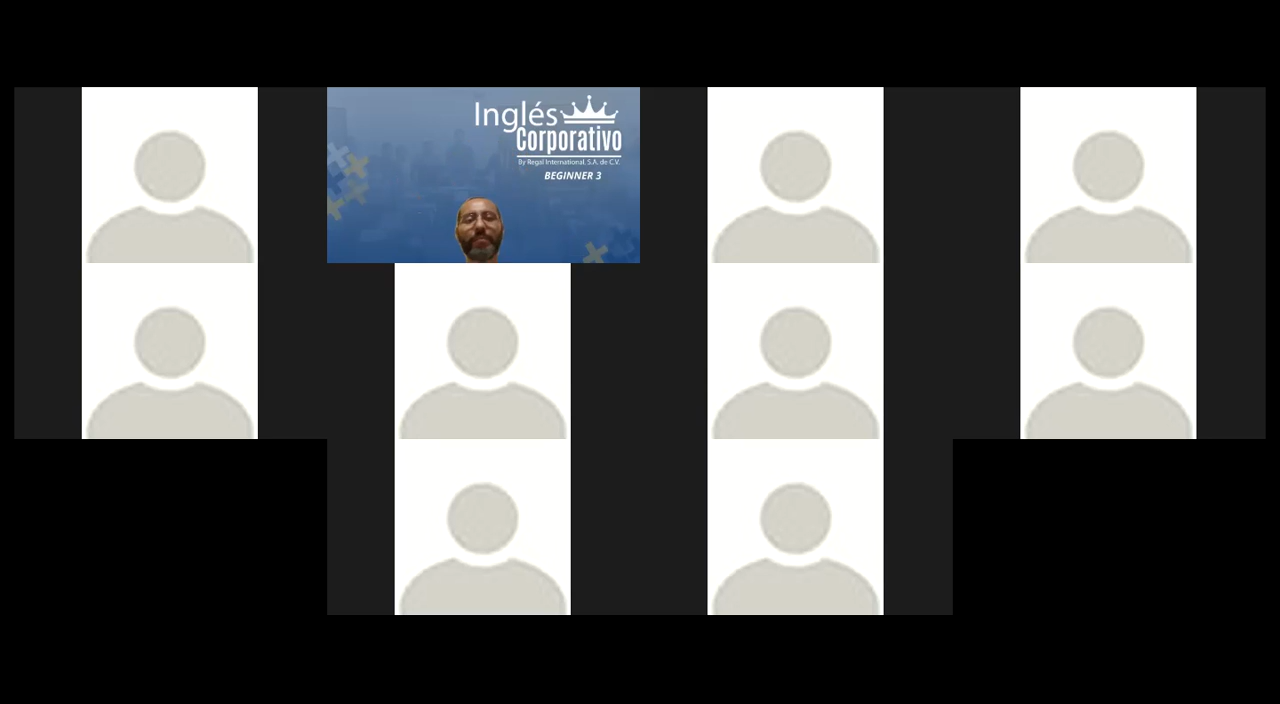 Inglés
Corporativo
By Regal International, S.A. de C.V.
BEGINNER 3